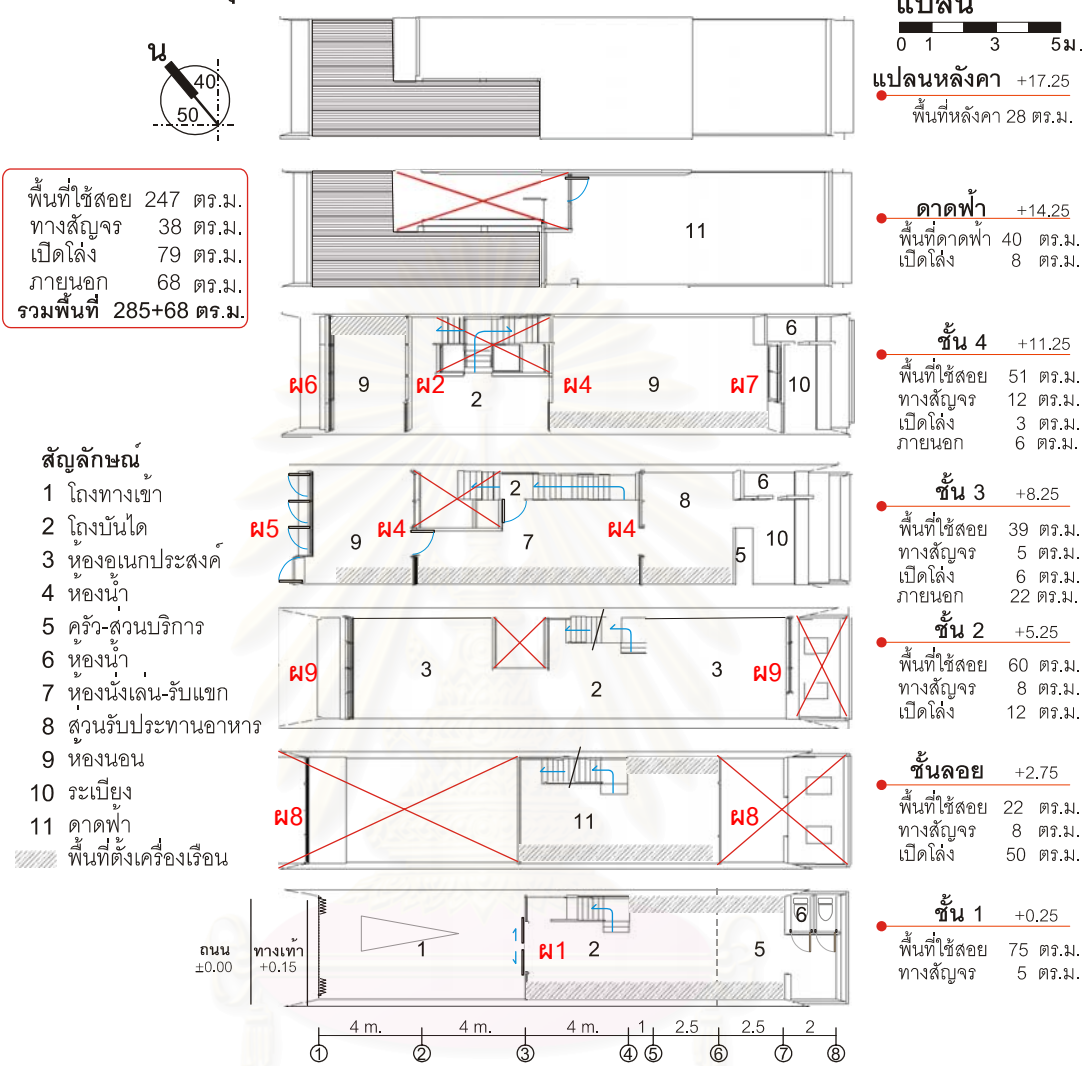 แปลน
0 1 3 5ม.
น
40
50
แปลนหลังคา +17.25
พื้นที่หลังคา 28 ตร.ม.
พื้นที่ใช้สอย 247 ตร.ม.
ทางสัญจร 38 ตร.ม.
เปิดโล่ง 79 ตร.ม.
ภายนอก 68 ตร.ม.
รวมพื้นที่ 285+68 ตร.ม.
11
ดาดฟ้า +14.25
พื้นที่ดาดฟ้า 40 ตร.ม.
เปิดโล่ง 8 ตร.ม.
6
ผ6 9 ผ2 ผ4 9 ผ7 10
2
ชั้น 4 +11.25
พื้นที่ใช้สอย 51 ตร.ม.
ทางสัญจร 12 ตร.ม.
เปิดโล่ง 3 ตร.ม.
ภายนอก 6 ตร.ม.
สัญลักษณ์
1 โถงทางเข้า
2 โถงบันได
3 ห้องอเนกประสงค์
4 ห้องน้ำ
5 ครัว-ส่วนบริการ
6 ห้องน้ำ
7 ห้องนั่งเล่น-รับแขก
8 ส่วนรับประทานอาหาร
9 ห้องนอน
10 ระเบียง
11 ดาดฟ้า
พื้นที่ตั้งเครื่องเรือน
2 8 6
ผ5 9 ผ4 7 ผ4 5 10
ชั้น 3 +8.25
พื้นที่ใช้สอย 39 ตร.ม.
ทางสัญจร 5 ตร.ม.
เปิดโล่ง 6 ตร.ม.
ภายนอก 22 ตร.ม.
ผ9 3 2 3 ผ9
ชั้น 2 +5.25
พื้นที่ใช้สอย 60 ตร.ม.
ทางสัญจร 8 ตร.ม.
เปิดโล่ง 12 ตร.ม.
ผ8 11 ผ8
ชั้นลอย +2.75
พื้นที่ใช้สอย 22 ตร.ม.
ทางสัญจร 8 ตร.ม.
เปิดโล่ง 50 ตร.ม.
6
ถนน ทางเท้า 1 ผ1 2 5
±0.00 +0.15
ชั้น 1 +0.25
พื้นที่ใช้สอย 75 ตร.ม.
ทางสัญจร 5 ตร.ม.
4 m. 4 m. 4 m. 1 2.5 2.5 2
① ② ③ ④ ⑤ ⑥ ⑦ ⑧